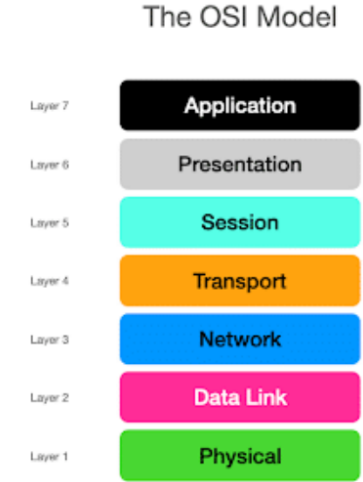 The OSI Model
Layer 7 Application
Layer 6 Presentation
Layer 5 Session
Layer 4 Transport
Layer 3 Network
Layer 2 Data Link
Layer 1 Physical